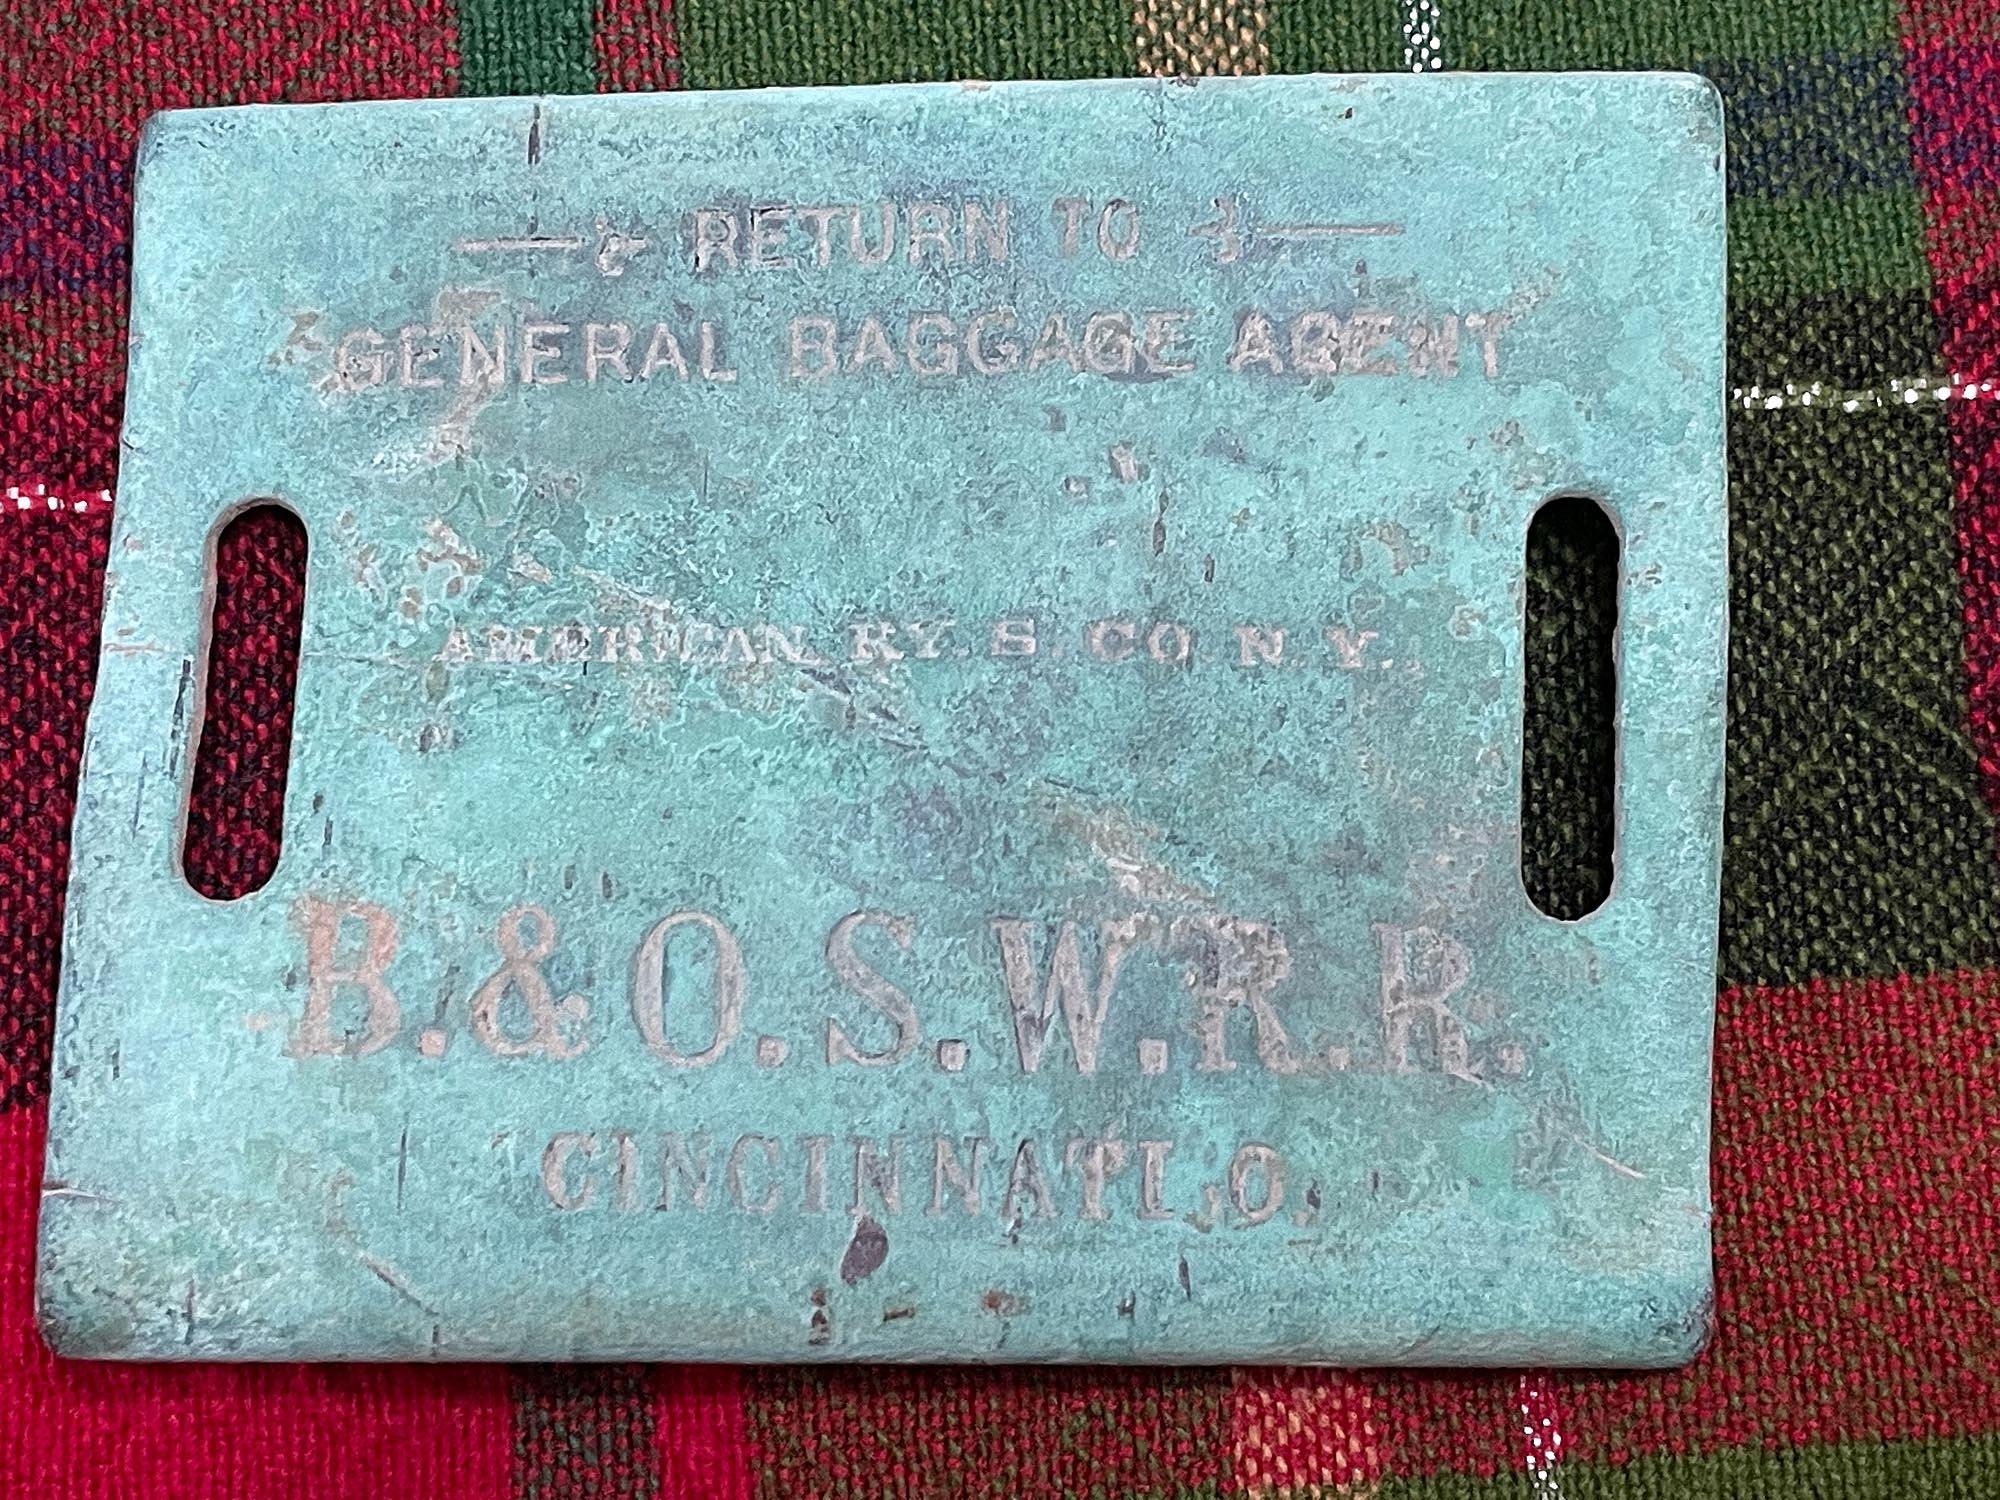 RETURN TO
GENERAL BAGGAGE AGENT
AMERICAN RY. S. CO. N. Y.
B. & O. S. W. R. R.
CINCINNATI, O.